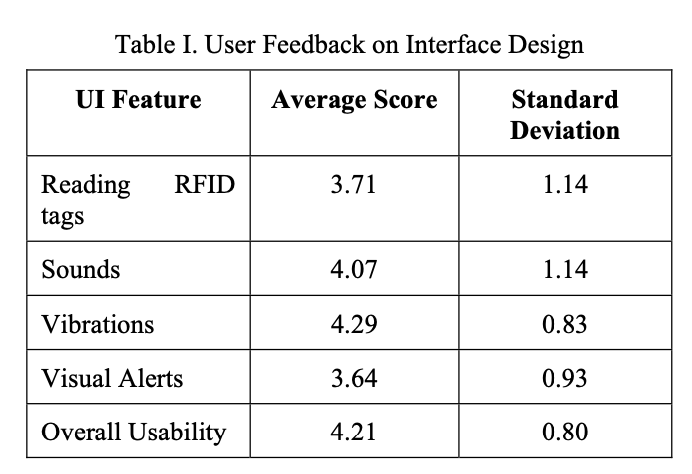 Table I. User Feedback on Interface Design
UI Feature Average Score Standard
Deviation
Reading RFID 3.71 1.14
tags
Sounds 4.07 1.14
Vibrations 4.29 0.83
Visual Alerts 3.64 0.93
Overall Usability 4.21 0.80